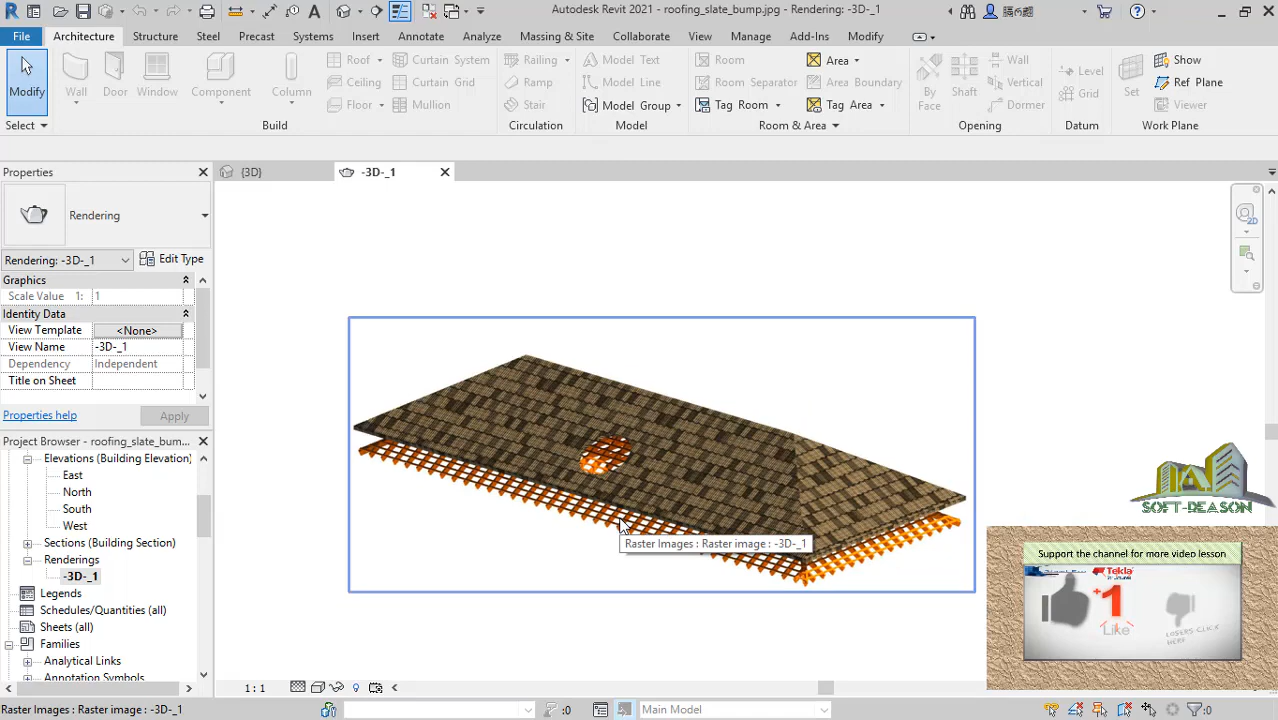 Autodesk Revit 2021 - roofing_slate_bump.jpg - Rendering: -3D-_1
File Architecture Structure Steel Precast Systems Insert Annotate Analyze Massing & Site Collaborate View Manage Add-Ins Modify
Modify
Select
Wall Door Window Component Column
Roof
Ceiling
Floor
Curtain System
Curtain Grid
Mullion
Build
Railing
Ramp
Stair
Circulation
Model Text
Model Line
Model Group
Model
Room
Room Separator
Tag Room
Area
Area Boundary
Tag Area
Room & Area
By
Face
Shaft
Wall
Vertical
Dormer
Opening
Level
Grid
Datum
Set
Show
Ref Plane
Viewer
Work Plane
Properties
{3D}
-3D-_1
Rendering
Rendering: -3D-_1
Edit Type
Graphics
Scale Value 1: 1
Identity Data
View Template <None>
View Name -3D-_1
Dependency Independent
Title on Sheet
Properties help
Apply
Project Browser - roofing_slate_bum...
Elevations (Building Elevation)
East
North
South
West
Sections (Building Section)
Renderings
-3D-_1
Legends
Schedules/Quantities (all)
Sheets (all)
Families
Analytical Links
Annotation Symbols
2D
Raster Images : Raster image : -3D-_1
SOFT-REASON
Support the channel for more video lesson
Tekla
+1
Like
LOSERS CLICK
HERE
1 : 1
Raster Images : Raster image : -3D-_1
:0
Main Model
:0